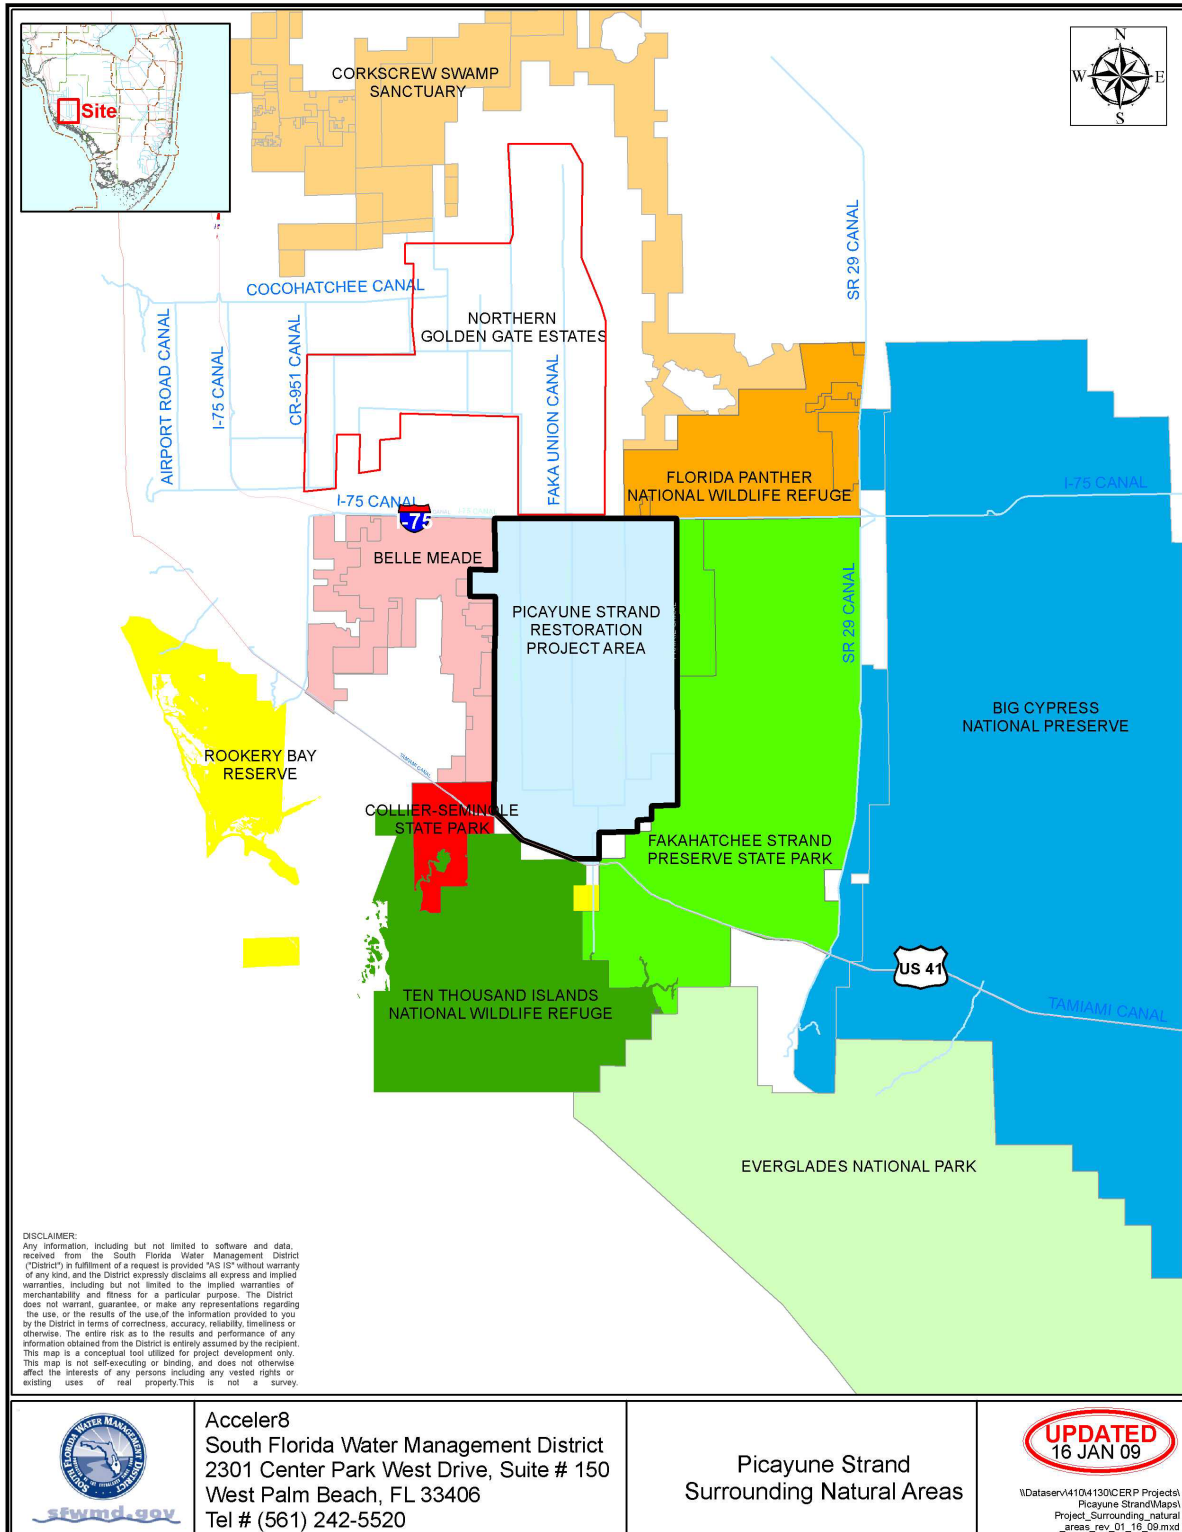 Site
N
W
E
S
CORKSCREW SWAMP
SANCTUARY
SR 29 CANAL
COCOHATCHEE CANAL
NORTHERN
GOLDEN GATE ESTATES
AIRPORT ROAD CANAL
I-75 CANAL
CR-951 CANAL
FAKA UNION CANAL
FLORIDA PANTHER
NATIONAL WILDLIFE REFUGE
I-75 CANAL
I-75 CANAL
I-75
BELLE MEADE
PICAYUNE STRAND
RESTORATION
PROJECT AREA
SR 29 CANAL
BIG CYPRESS
NATIONAL PRESERVE
ROOKERY BAY
RESERVE
TAMIAMI CANAL
COLLIER-SEMINOLE
STATE PARK
FAKAHATCHEE STRAND
PRESERVE STATE PARK
US 41
TEN THOUSAND ISLANDS
NATIONAL WILDLIFE REFUGE
TAMIAMI CANAL
EVERGLADES NATIONAL PARK
DISCLAIMER:
Any information, including but not limited to software and data,
received from the South Florida Water Management District
("District") in fulfillment of a request is provided "AS IS" without warranty
of any kind, and the District expressly disclaims all express and implied
warranties, including but not limited to the implied warranties of
merchantability and fitness for a particular purpose. The District
does not warrant, guarantee, or make any representations regarding
the use, or the results of the use,of the information provided to you
by the District in terms of correctness, accuracy, reliability, timeliness or
otherwise. The entire risk as to the results and performance of any
information obtained from the District is entirely assumed by the recipient.
This map is a conceptual tool utilized for project development only.
This map is not self-executing or binding, and does not otherwise
affect the interests of any persons including any vested rights or
existing uses of real property.This is not a survey.
SOUTH FLORIDA WATER MANAGEMENT DISTRICT
sfwmd.gov
Acceler8
South Florida Water Management District
2301 Center Park West Drive, Suite # 150
West Palm Beach, FL 33406
Tel # (561) 242-5520
Picayune Strand
Surrounding Natural Areas
UPDATED
16 JAN 09
\\Dataserv\410\4130\CERP Projects\
Picayune Strand\Maps\
Project_Surrounding_natural
_areas_rev_01_16_09.mxd